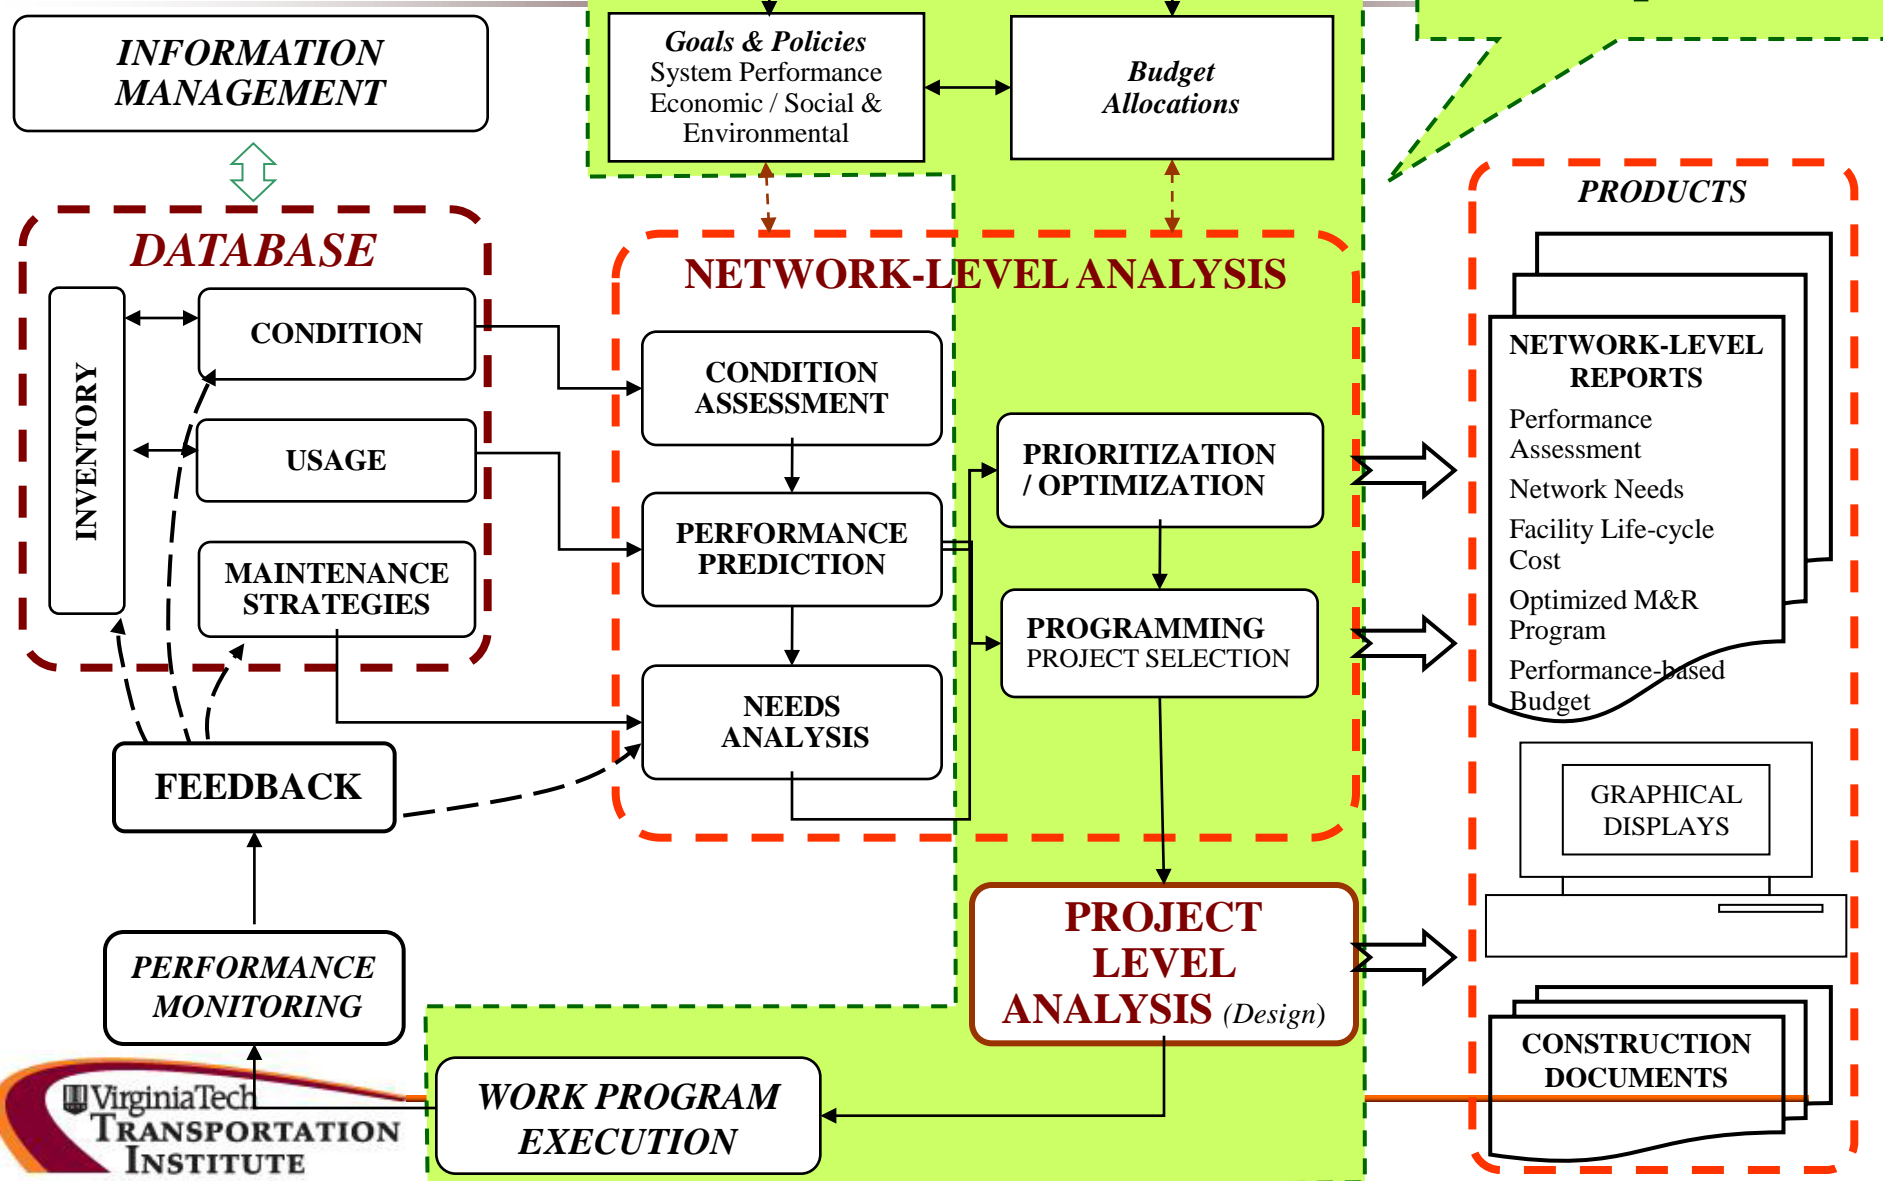 INFORMATION
MANAGEMENT
Goals & Policies
System Performance
Economic / Social &
Environmental
Budget
Allocations
DATABASE
INVENTORY
CONDITION
USAGE
MAINTENANCE
STRATEGIES
NETWORK-LEVEL ANALYSIS
CONDITION
ASSESSMENT
PERFORMANCE
PREDICTION
NEEDS
ANALYSIS
PRIORITIZATION
/ OPTIMIZATION
PROGRAMMING
PROJECT SELECTION
PRODUCTS
NETWORK-LEVEL
REPORTS
Performance
Assessment
Network Needs
Facility Life-cycle
Cost
Optimized M&R
Program
Performance-based
Budget
GRAPHICAL
DISPLAYS
CONSTRUCTION
DOCUMENTS
FEEDBACK
PERFORMANCE
MONITORING
PROJECT
LEVEL
ANALYSIS (Design)
WORK PROGRAM
EXECUTION
VirginiaTech
TRANSPORTATION
INSTITUTE